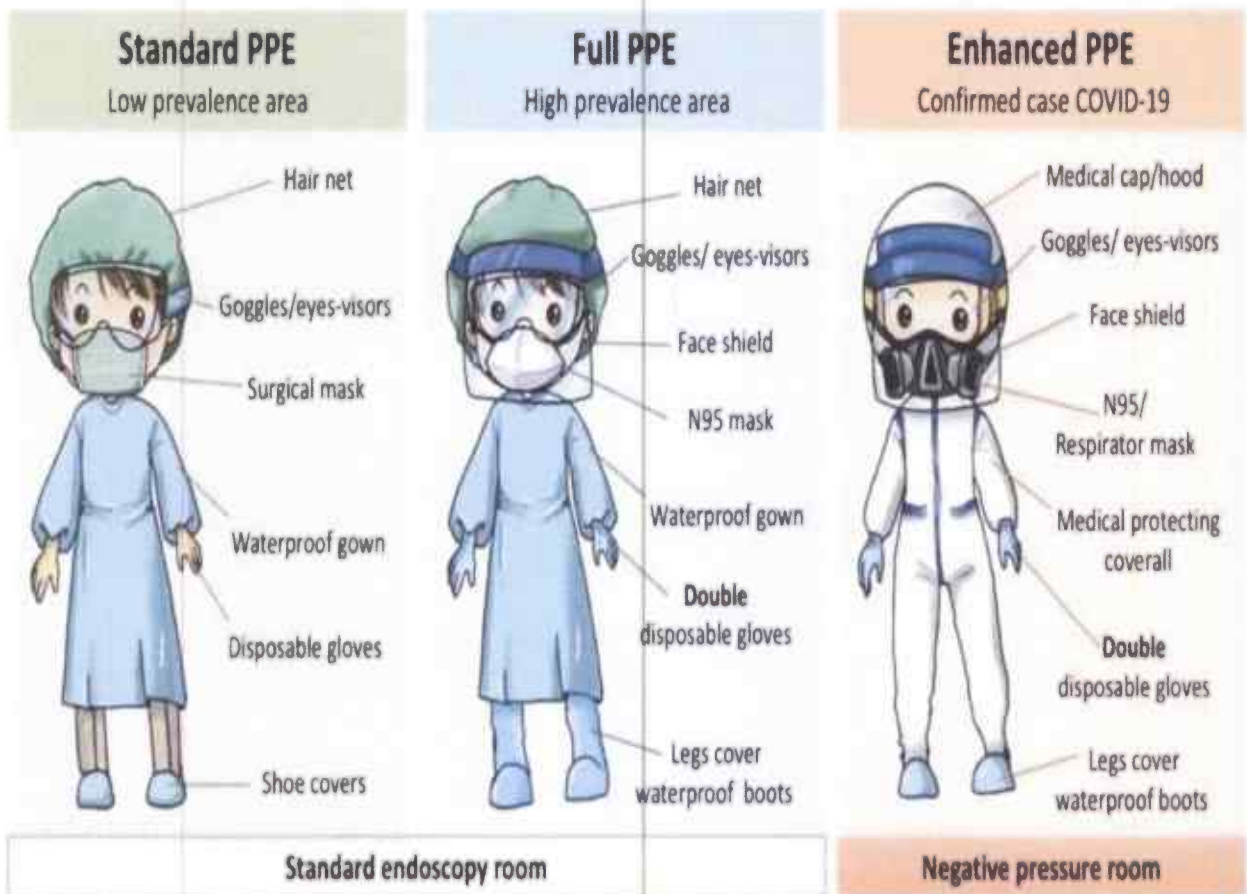 Standard PPE
Low prevalence area
Hair net
Goggles/eyes-visors
Surgical mask
Waterproof gown
Disposable gloves
Shoe covers
Full PPE
High prevalence area
Hair net
Goggles/ eyes-visors
Face shield
N95 mask
Waterproof gown
Double
disposable gloves
Legs cover
waterproof boots
Enhanced PPE
Confirmed case COVID-19
Medical cap/hood
Goggles/ eyes-visors
Face shield
N95/
Respirator mask
Medical protecting
coverall
Double
disposable gloves
Legs cover
waterproof boots
Standard endoscopy room
Negative pressure room